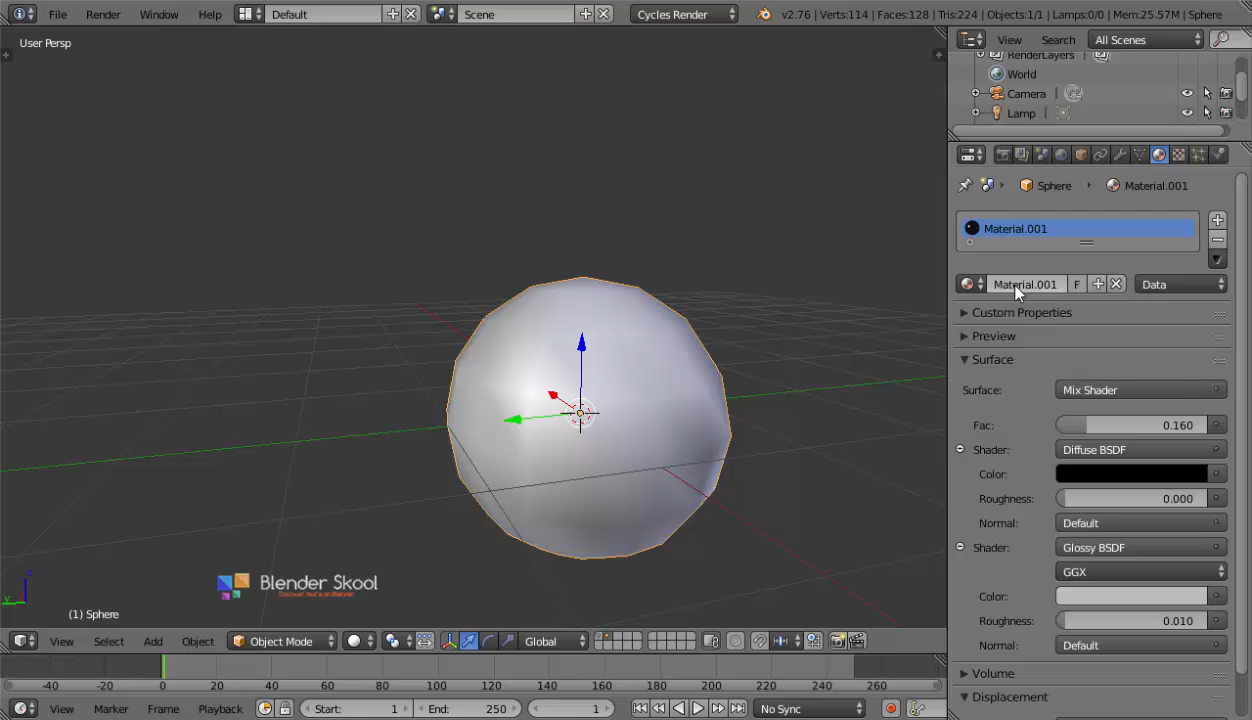 File Render Window Help Default Scene Cycles Render v2.76 | Verts:114 | Faces:128 | Tris:224 | Objects:1/1 | Lamps:0/0 | Mem:25.57M | Sphere
User Persp
View Search All Scenes
RenderLayers
World
Camera
Lamp
Sphere Material.001
Material.001
Material.001 F Data
Custom Properties
Preview
Surface
Surface: Mix Shader
Fac: 0.160
Shader: Diffuse BSDF
Color:
Roughness: 0.000
Normal: Default
Shader: Glossy BSDF
GGX
Color:
Roughness: 0.010
Normal: Default
Volume
Displacement
Blender Skool
(1) Sphere
View Select Add Object Object Mode Global
-40 -20 0 20 40 60 80 100 120 140 160 180 200 220 240 260
View Marker Frame Playback Start: 1 End: 250 1 No Sync